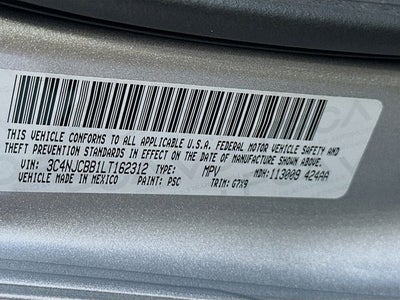 THIS VEHICLE CONFORMS TO ALL APPLICABLE U.S.A. FEDERAL MOTOR VEHICLE SAFETY AND
THEFT PREVENTION STANDARDS IN EFFECT ON THE DATE OF MANUFACTURE SHOWN ABOVE.
VIN: 3C4NJCBB1LT162312 TYPE: MPV MDH: 113009 424AA
VEHICLE MADE IN MEXICO PAINT: PSC TRIM: G7X9